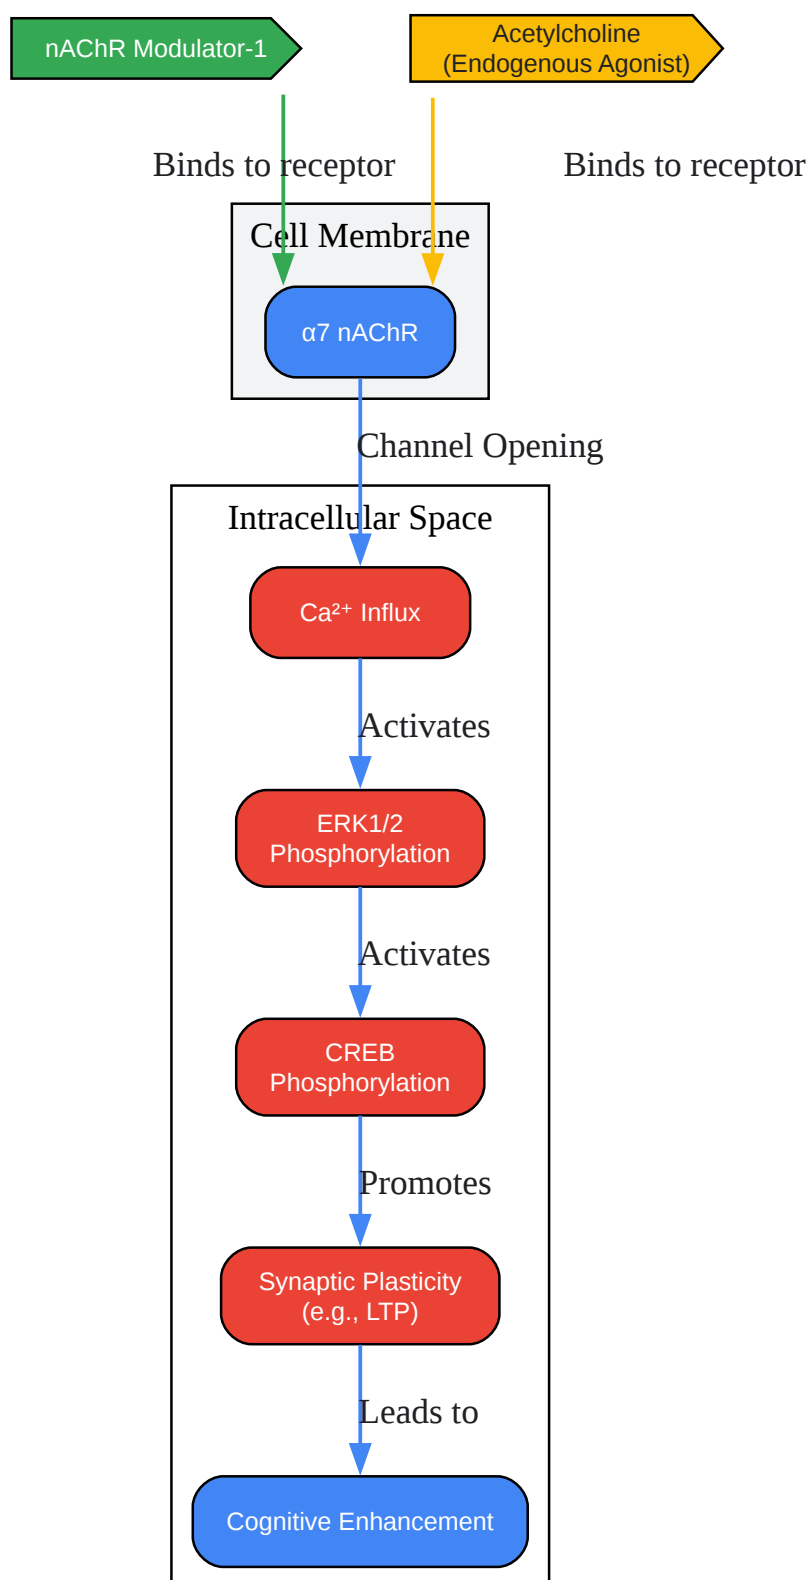 nAChR Modulator-1
Acetylcholine
(Endogenous Agonist)
Binds to receptor
Binds to receptor
Cell Membrane
α7 nAChR
Channel Opening
Intracellular Space
Ca²⁺ Influx
Activates
ERK1/2
Phosphorylation
Activates
CREB
Phosphorylation
Promotes
Synaptic Plasticity
(e.g., LTP)
Leads to
Cognitive Enhancement